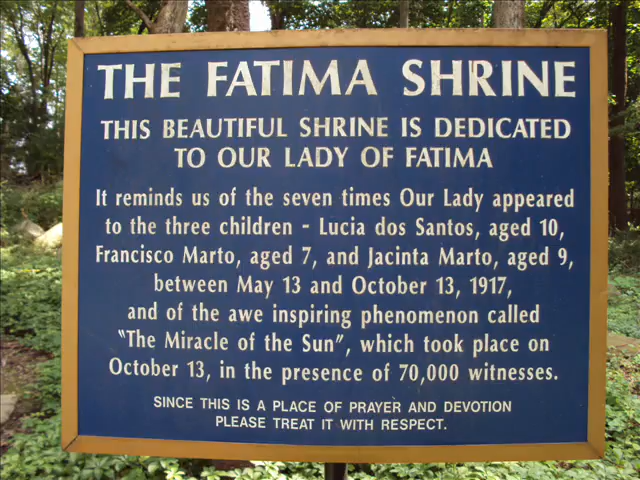 THE FATIMA SHRINE
THIS BEAUTIFUL SHRINE IS DEDICATED
TO OUR LADY OF FATIMA
It reminds us of the seven times Our Lady appeared
to the three children - Lucia dos Santos, aged 10,
Francisco Marto, aged 7, and Jacinta Marto, aged 9,
between May 13 and October 13, 1917,
and of the awe inspiring phenomenon called
"The Miracle of the Sun", which took place on
October 13, in the presence of 70,000 witnesses.
SINCE THIS IS A PLACE OF PRAYER AND DEVOTION
PLEASE TREAT IT WITH RESPECT.